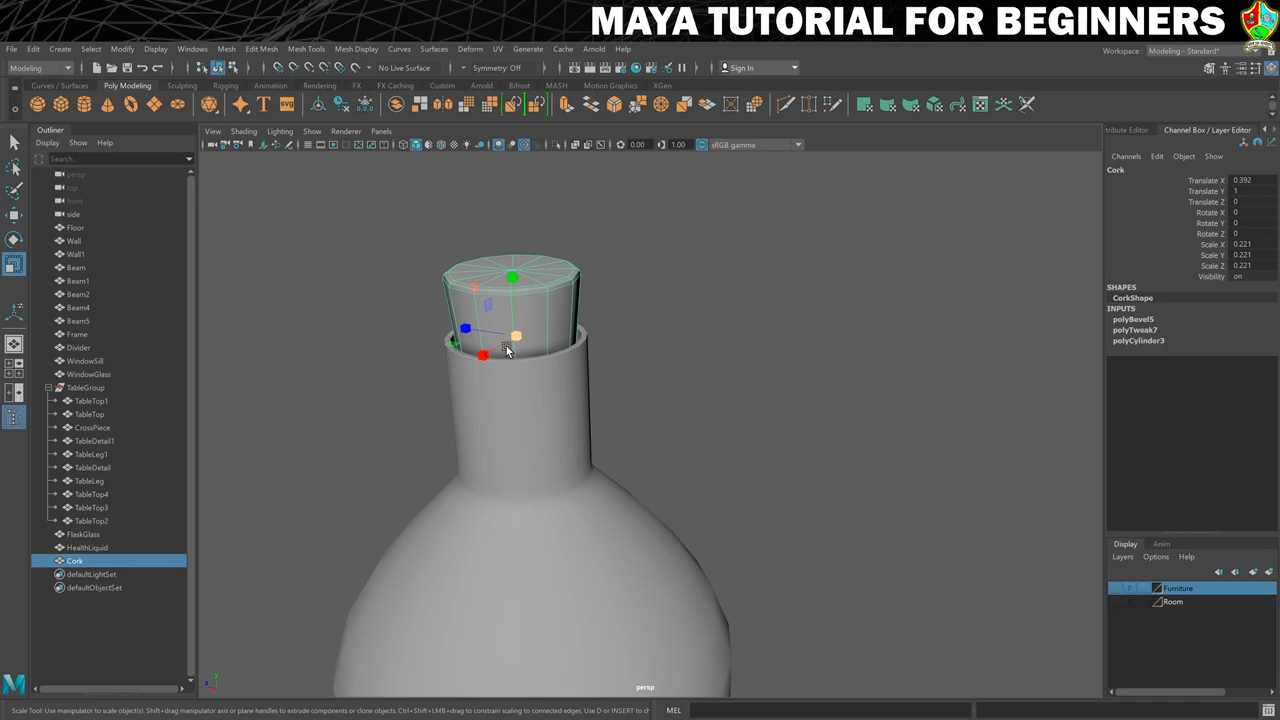 MAYA TUTORIAL FOR BEGINNERS
File Edit Create Select Modify Display Windows Mesh Edit Mesh Mesh Tools Mesh Display Curves Surfaces Deform UV Generate Cache Arnold Help
Workspace : Modeling - Standard*
Modeling No Live Surface Symmetry: Off Sign In
Curves / Surfaces Poly Modeling Sculpting Rigging Animation Rendering FX FX Caching Custom Arnold Bifrost MASH Motion Graphics XGen
SVG
Outliner
Display Show Help
Search...
persp
top
front
side
Floor
Wall
Wall1
Beam
Beam1
Beam2
Beam4
Beam5
Frame
Divider
WindowSill
WindowGlass
TableGroup
TableTop1
TableTop
CrossPiece
TableDetail1
TableLeg1
TableDetail
TableLeg
TableTop4
TableTop3
TableTop2
FlaskGlass
HealthLiquid
Cork
defaultLightSet
defaultObjectSet
View Shading Lighting Show Renderer Panels
0.00 1.00 sRGB gamma
persp
tribute Editor Channel Box / Layer Editor
Channels Edit Object Show
Cork
Translate X 0.392
Translate Y 1
Translate Z 0
Rotate X 0
Rotate Y 0
Rotate Z 0
Scale X 0.221
Scale Y 0.221
Scale Z 0.221
Visibility on
SHAPES
CorkShape
INPUTS
polyBevel5
polyTweak7
polyCylinder3
Display Anim
Layers Options Help
P Furniture
Room
Scale Tool: Use manipulator to scale object(s). Shift+drag manipulator axis or plane handles to extrude components or clone objects. Ctrl+Shift+LMB+drag to constrain scaling to connected edges. Use D or INSERT to ch
MEL